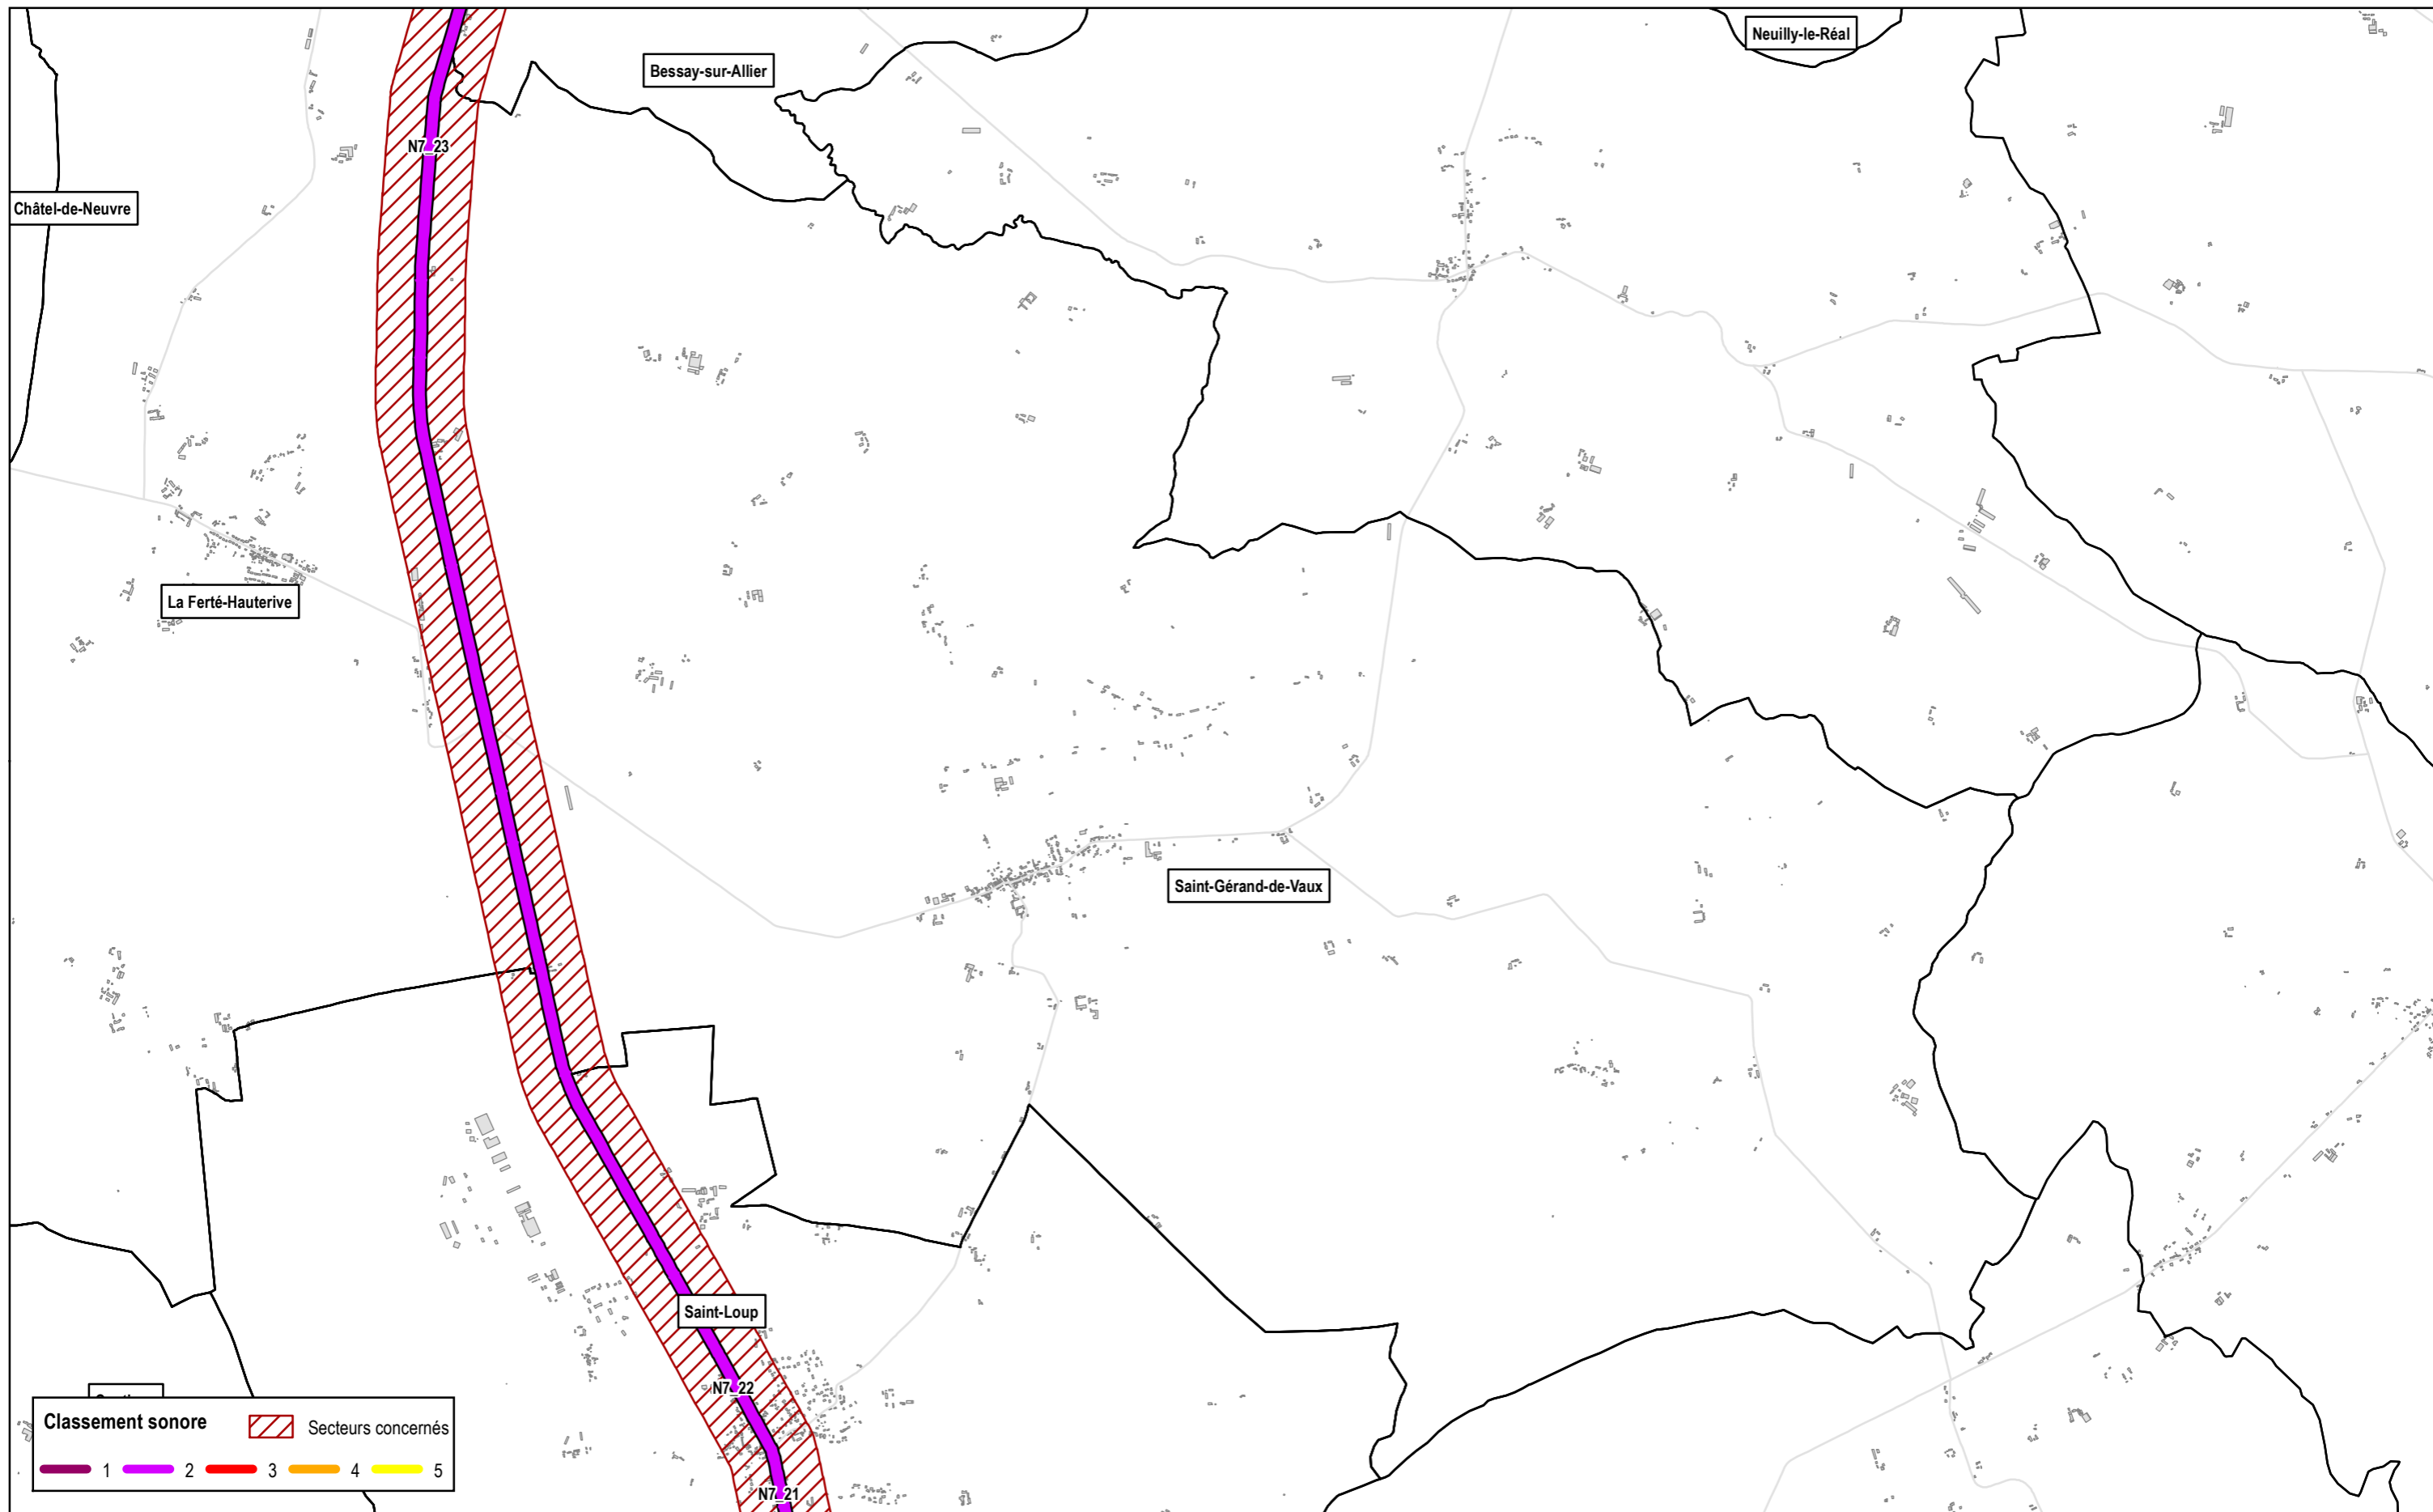 Neuilly-le-Réal
Bessay-sur-Allier
N7_23
Châtel-de-Neuvre
La Ferté-Hauterive
Saint-Gérand-de-Vaux
Saint-Loup
N7_22
Classement sonore
Secteurs concernés
1 2 3 4 5
N7_21